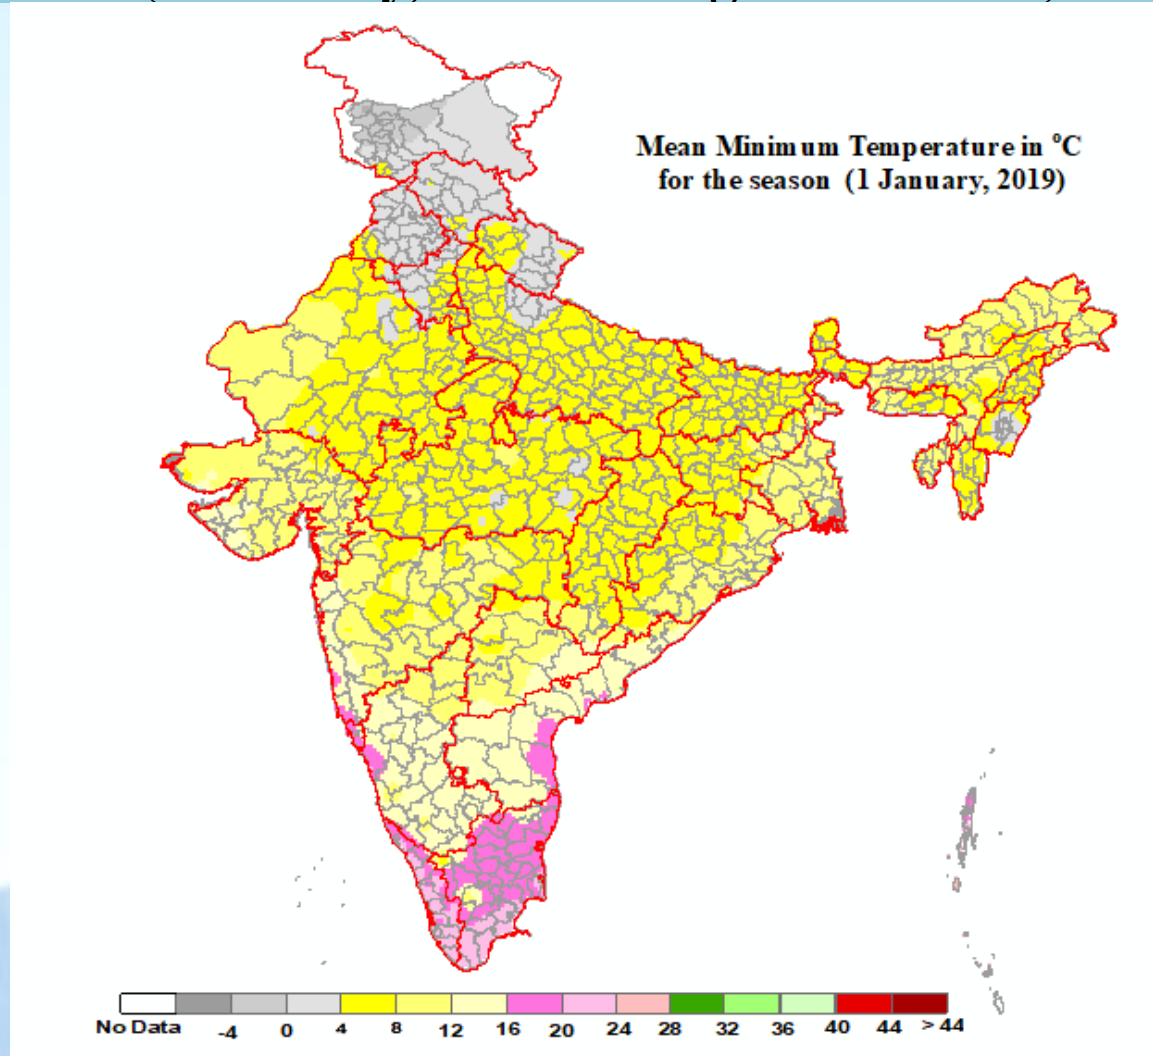 Mean Minimum Temperature in °C
for the season (1 January, 2019)
No Data -4 0 4 8 12 16 20 24 28 32 36 40 44 > 44